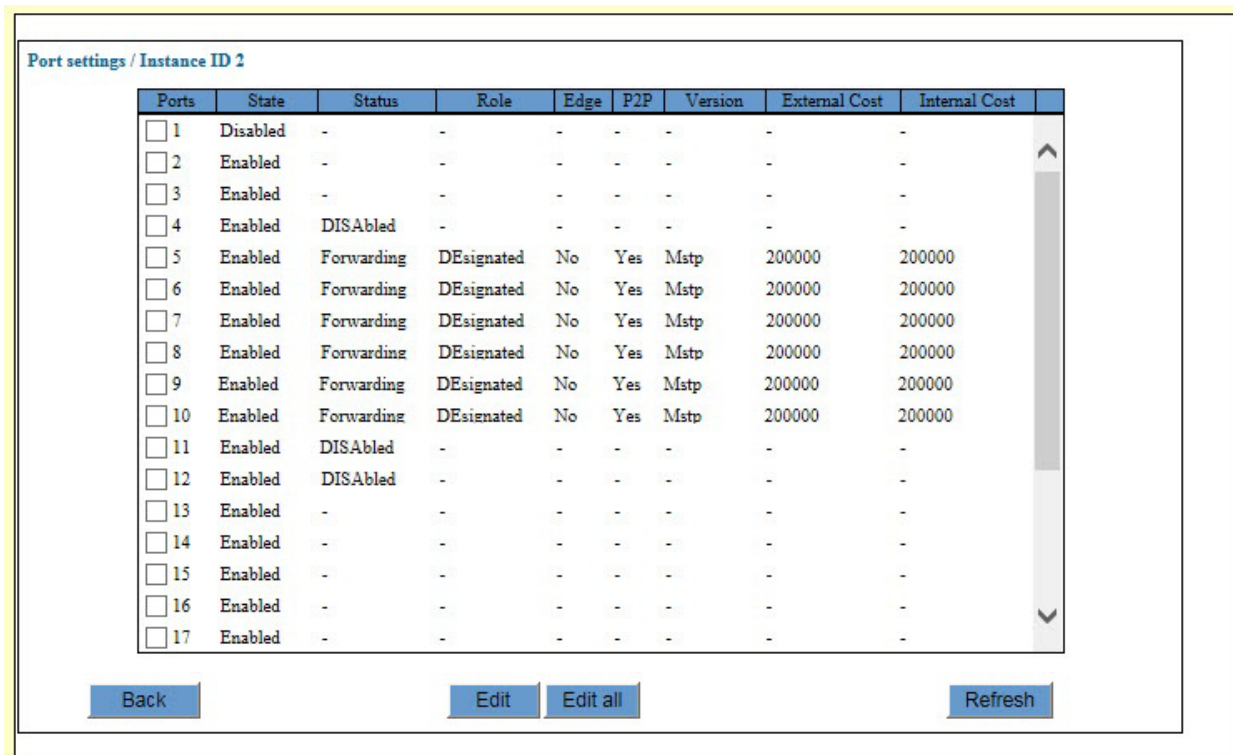 Port settings / Instance ID 2
Ports State Status Role Edge P2P Version External Cost Internal Cost
1 Disabled - - - - - - -
2 Enabled - - - - - - -
3 Enabled - - - - - - -
4 Enabled DISAbled - - - - - -
5 Enabled Forwarding DEsignated No Yes Mstp 200000 200000
6 Enabled Forwarding DEsignated No Yes Mstp 200000 200000
7 Enabled Forwarding DEsignated No Yes Mstp 200000 200000
8 Enabled Forwarding DEsignated No Yes Mstp 200000 200000
9 Enabled Forwarding DEsignated No Yes Mstp 200000 200000
10 Enabled Forwarding DEsignated No Yes Mstp 200000 200000
11 Enabled DISAbled - - - - - -
12 Enabled DISAbled - - - - - -
13 Enabled - - - - - - -
14 Enabled - - - - - - -
15 Enabled - - - - - - -
16 Enabled - - - - - - -
17 Enabled - - - - - - -
Back Edit Edit all Refresh